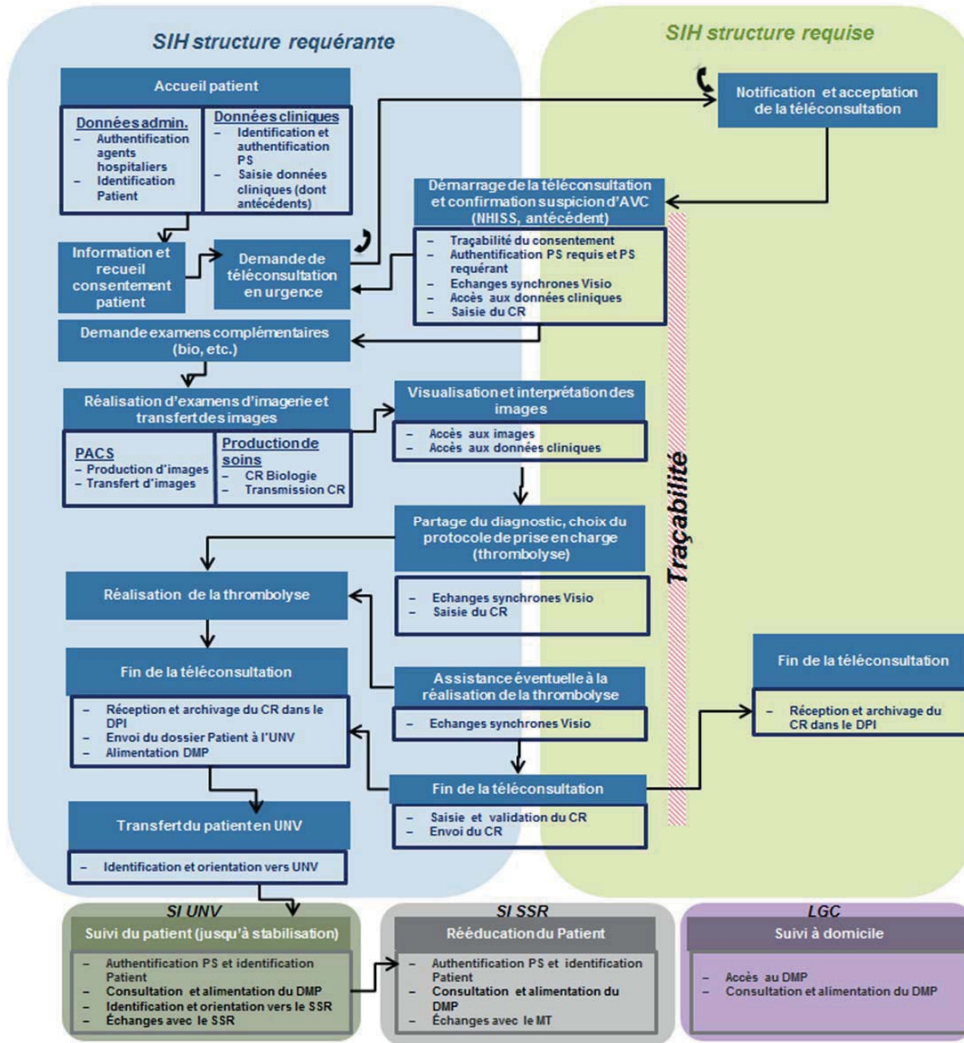 SIH structure requérante
SIH structure requise
Accueil patient
Données admin.
– Authentification
agents
hospitaliers
– Identification
Patient
Données cliniques
– Identification et
authentification
PS
– Saisie données
cliniques (dont
antécédents)
Notification et acceptation
de la téléconsultation
Information et
recueil
consentement
patient
Demande de
téléconsultation
en urgence
Démarrage de la téléconsultation
et confirmation suspicion d'AVC
(NHISS, antécédent)
– Traçabilité du consentement
– Authentification PS requis et PS
requérant
– Echanges synchrones Visio
– Accès aux données cliniques
– Saisie du CR
Demande examens complémentaires
(bio, etc.)
Réalisation d'examens d'imagerie et
transfert des images
PACS
– Production d'images
– Transfert d'images
Production de
soins
– CR Biologie
– Transmission CR
Visualisation et interprétation des
images
– Accès aux images
– Accès aux données cliniques
Traçabilité
Partage du diagnostic, choix du
protocole de prise en charge
(thrombolyse)
– Echanges synchrones Visio
– Saisie du CR
Réalisation de la thrombolyse
Fin de la téléconsultation
– Réception et archivage du CR dans le
DPI
– Envoi du dossier Patient à l'UNV
– Alimentation DMP
Assistance éventuelle à la
réalisation de la thrombolyse
– Echanges synchrones Visio
Fin de la téléconsultation
– Réception et archivage du
CR dans le DPI
Fin de la téléconsultation
– Saisie et validation du CR
– Envoi du CR
Transfert du patient en UNV
– Identification et orientation vers UNV
SI UNV
Suivi du patient (jusqu'à stabilisation)
– Authentification PS et identification
Patient
– Consultation et alimentation du DMP
– Identification et orientation vers le SSR
– Échanges avec le SSR
SI SSR
Rééducation du Patient
– Authentification PS et identification
Patient
– Consultation et alimentation du
DMP
– Échanges avec le MT
LGC
Suivi à domicile
– Accès au DMP
– Consultation et alimentation du DMP